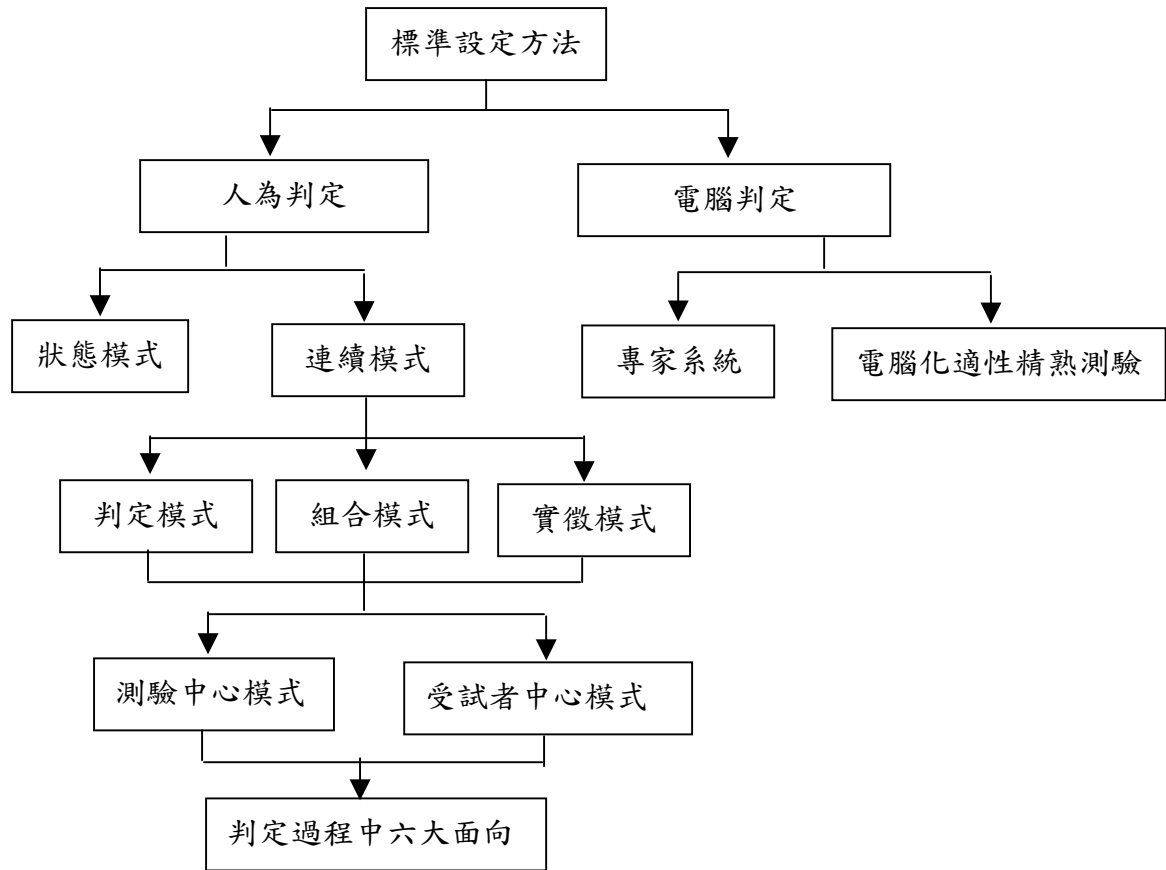 標準設定方法
人為判定
電腦判定
狀態模式
連續模式
專家系統
電腦化適性精熟測驗
判定模式
組合模式
實徵模式
測驗中心模式
受試者中心模式
判定過程中六大面向